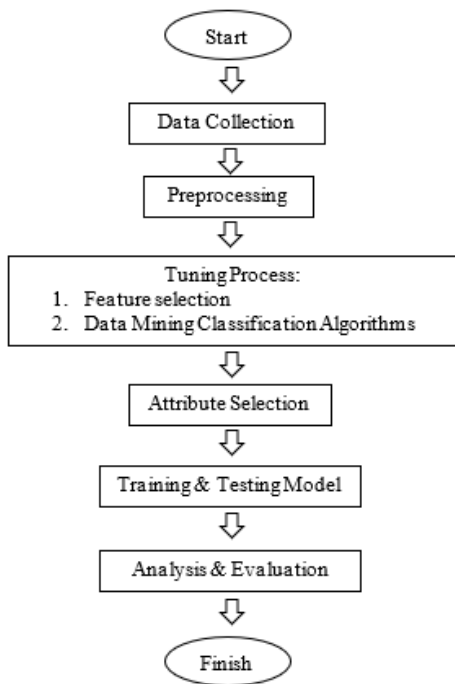 Start
Data Collection
Preprocessing
Tuning Process:
1. Feature selection
2. Data Mining Classification Algorithms
Attribute Selection
Training & Testing Model
Analysis & Evaluation
Finish